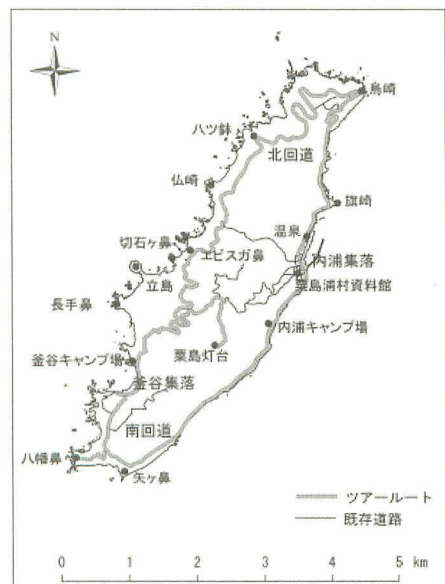 N
鳥崎
八ツ鉢
北回道
仏崎
旗崎
温泉
切石ヶ鼻
エビスガ鼻
内浦集落
立島
粟島浦村資料館
長手鼻
内浦キャンプ場
粟島灯台
釜谷キャンプ場
釜谷集落
南回道
八幡鼻
矢ヶ鼻
ツアールート
既存道路
0 1 2 3 4 5 km